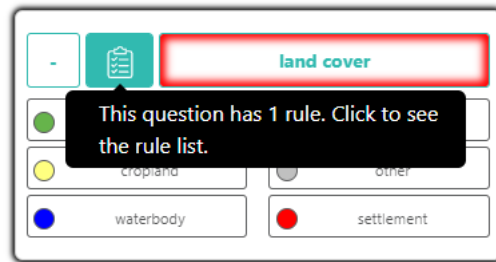 -
land cover
This question has 1 rule. Click to see
the rule list.
cropland
other
waterbody
settlement